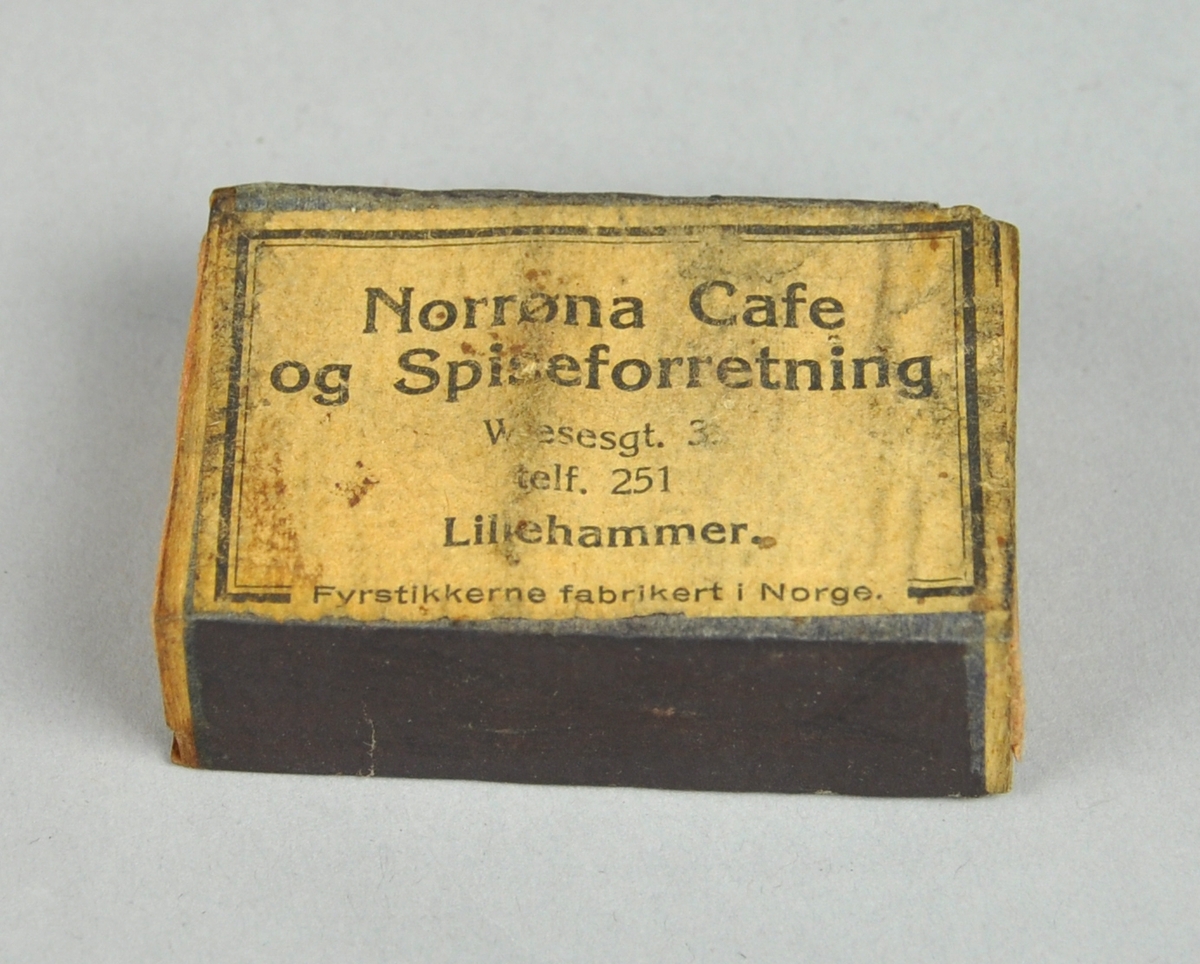 Norrøna Cafe
og Spiseforretning
telf. 251
Lillehammer.
Fyrstikkerne fabrikert i Norge.